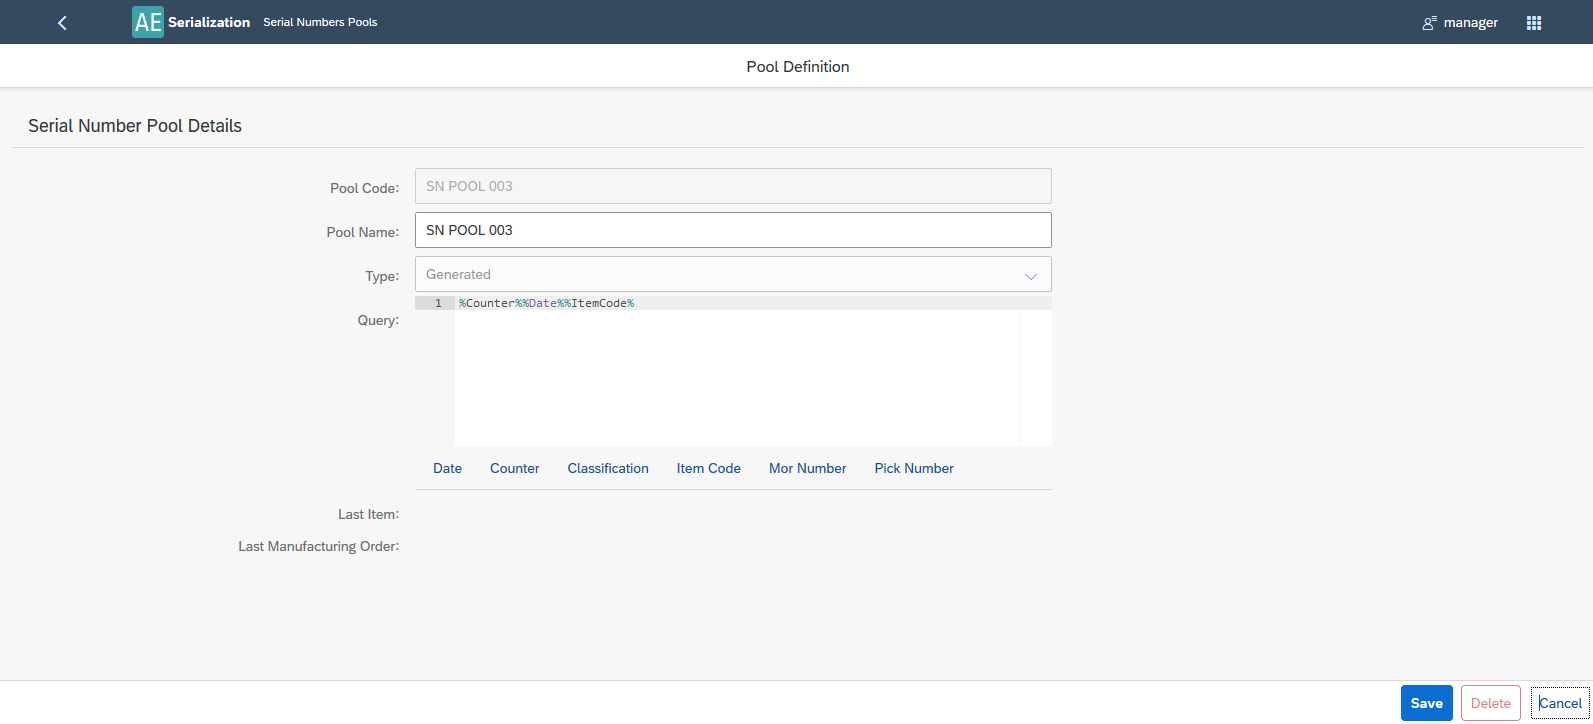 AE Serialization Serial Numbers Pools manager
Pool Definition
Serial Number Pool Details
Pool Code: SN POOL 003
Pool Name: SN POOL 003
Type: Generated
1 %Counter%%Date%%ItemCode%
Query:
Date Counter Classification Item Code Mor Number Pick Number
Last Item:
Last Manufacturing Order:
Save Delete Cancel